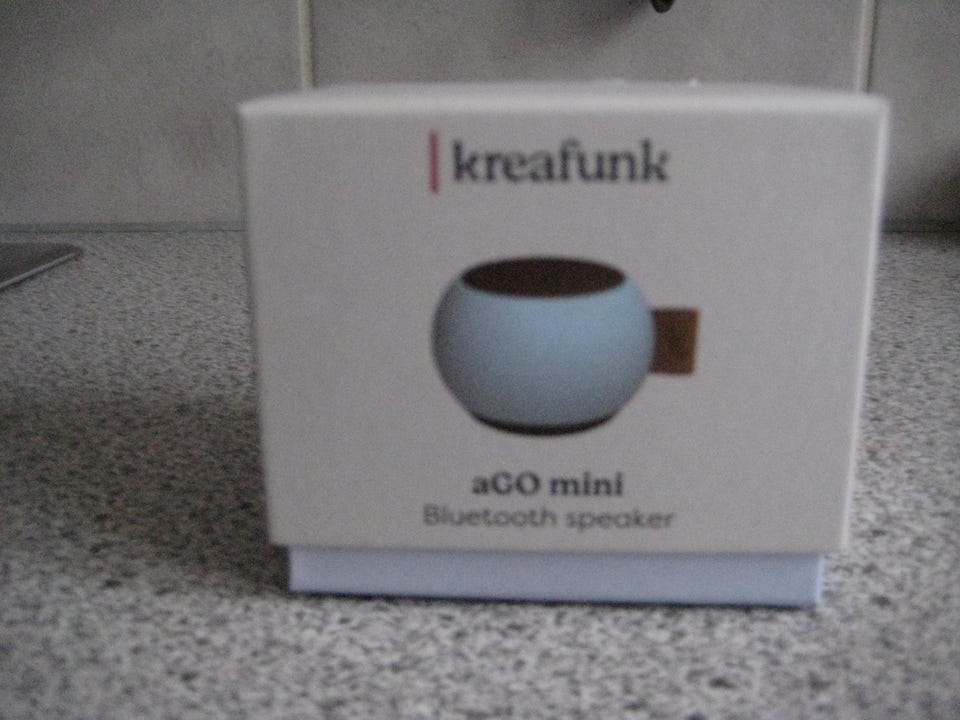 kreafunk
aGO mini
Bluetooth speaker